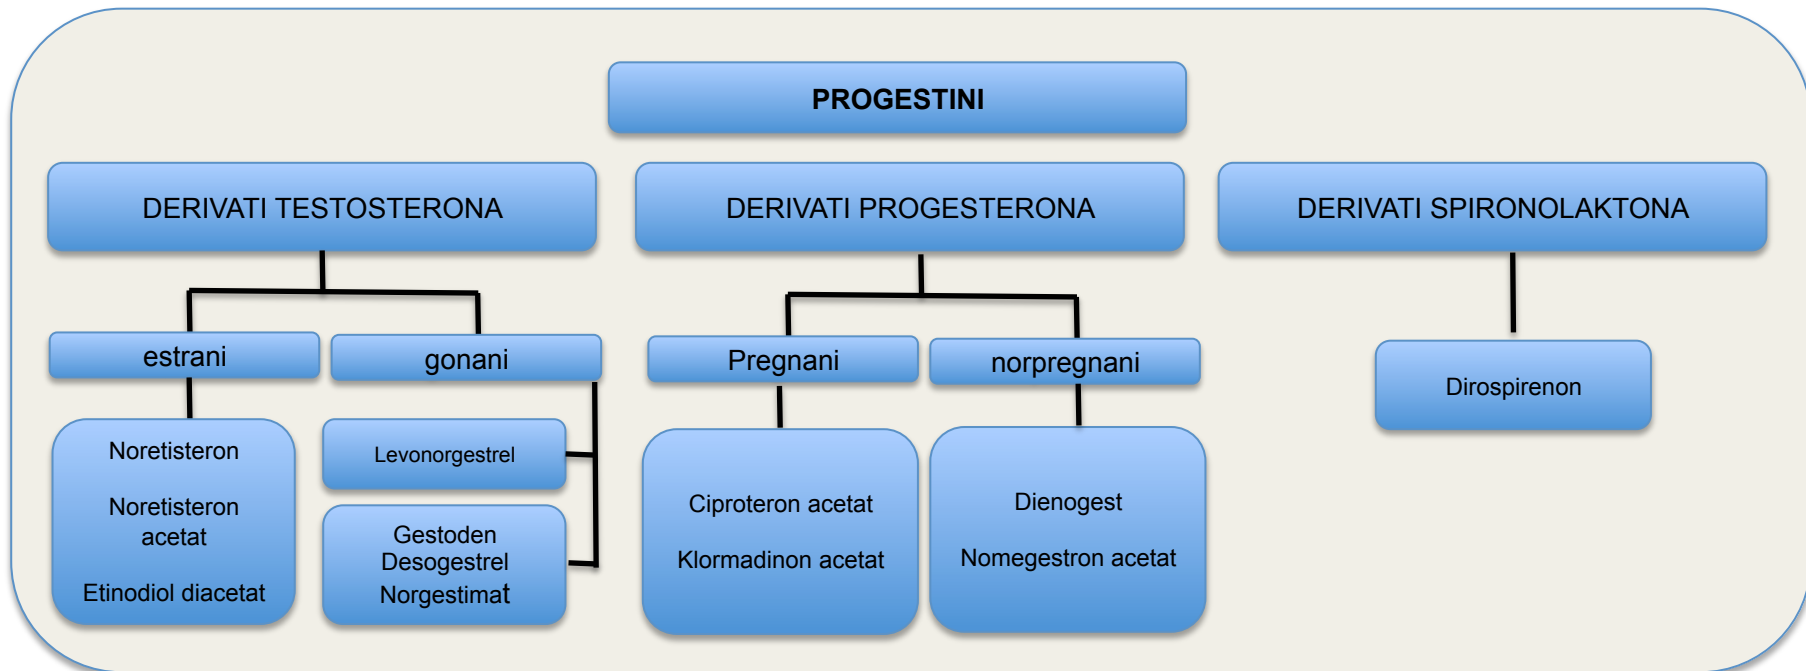 PROGESTINI
DERIVATI TESTOSTERONA
DERIVATI PROGESTERONA
DERIVATI SPIRONOLAKTONA
estrani
gonani
Pregnani
norpregnani
Dirospirenon
Noretisteron
Noretisteron
acetat
Etinodiol diacetat
Levonorgestrel
Gestoden
Desogestrel
Norgestimat
Ciproteron acetat
Klormadinon acetat
Dienogest
Nomegestron acetat